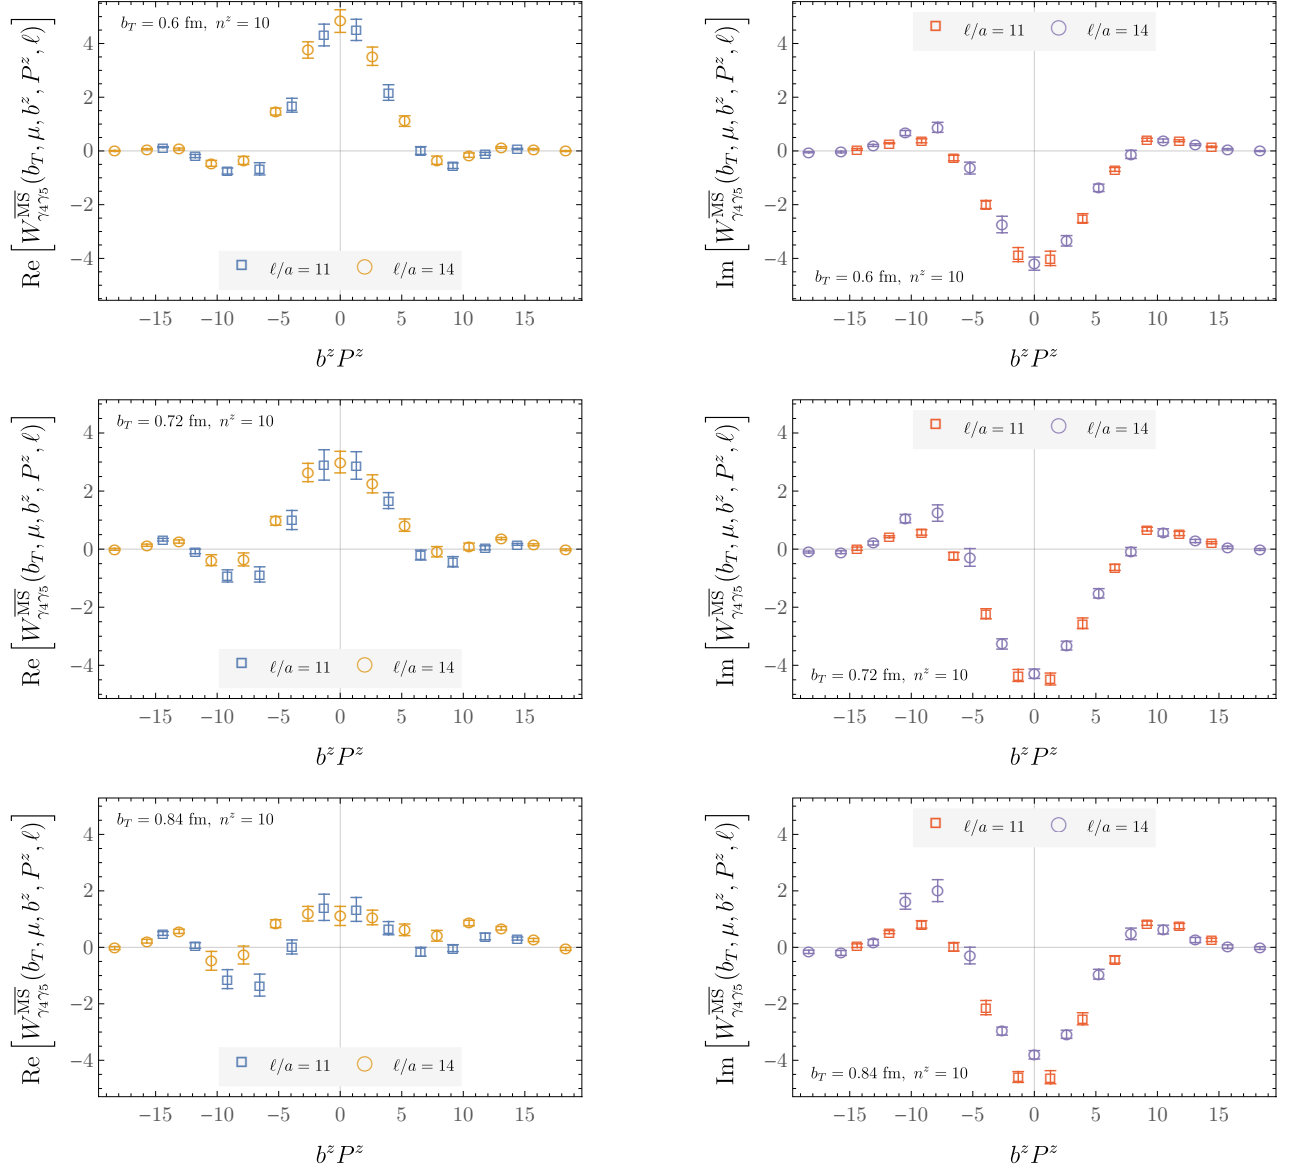 b_T = 0.6 fm, n^z = 10
Re [W^{\overline{MS}}_{γ4γ5}(b_T, μ, b^z, P^z, ℓ)]
4
2
0
−2
−4
ℓ/a = 11 ℓ/a = 14
−15 −10 −5 0 5 10 15
b^z P^z
ℓ/a = 11 ℓ/a = 14
Im [W^{\overline{MS}}_{γ4γ5}(b_T, μ, b^z, P^z, ℓ)]
4
2
0
−2
−4
b_T = 0.6 fm, n^z = 10
−15 −10 −5 0 5 10 15
b^z P^z
b_T = 0.72 fm, n^z = 10
Re [W^{\overline{MS}}_{γ4γ5}(b_T, μ, b^z, P^z, ℓ)]
4
2
0
−2
−4
ℓ/a = 11 ℓ/a = 14
−15 −10 −5 0 5 10 15
b^z P^z
ℓ/a = 11 ℓ/a = 14
Im [W^{\overline{MS}}_{γ4γ5}(b_T, μ, b^z, P^z, ℓ)]
4
2
0
−2
−4
b_T = 0.72 fm, n^z = 10
−15 −10 −5 0 5 10 15
b^z P^z
b_T = 0.84 fm, n^z = 10
Re [W^{\overline{MS}}_{γ4γ5}(b_T, μ, b^z, P^z, ℓ)]
4
2
0
−2
−4
ℓ/a = 11 ℓ/a = 14
−15 −10 −5 0 5 10 15
b^z P^z
ℓ/a = 11 ℓ/a = 14
Im [W^{\overline{MS}}_{γ4γ5}(b_T, μ, b^z, P^z, ℓ)]
4
2
0
−2
−4
b_T = 0.84 fm, n^z = 10
−15 −10 −5 0 5 10 15
b^z P^z